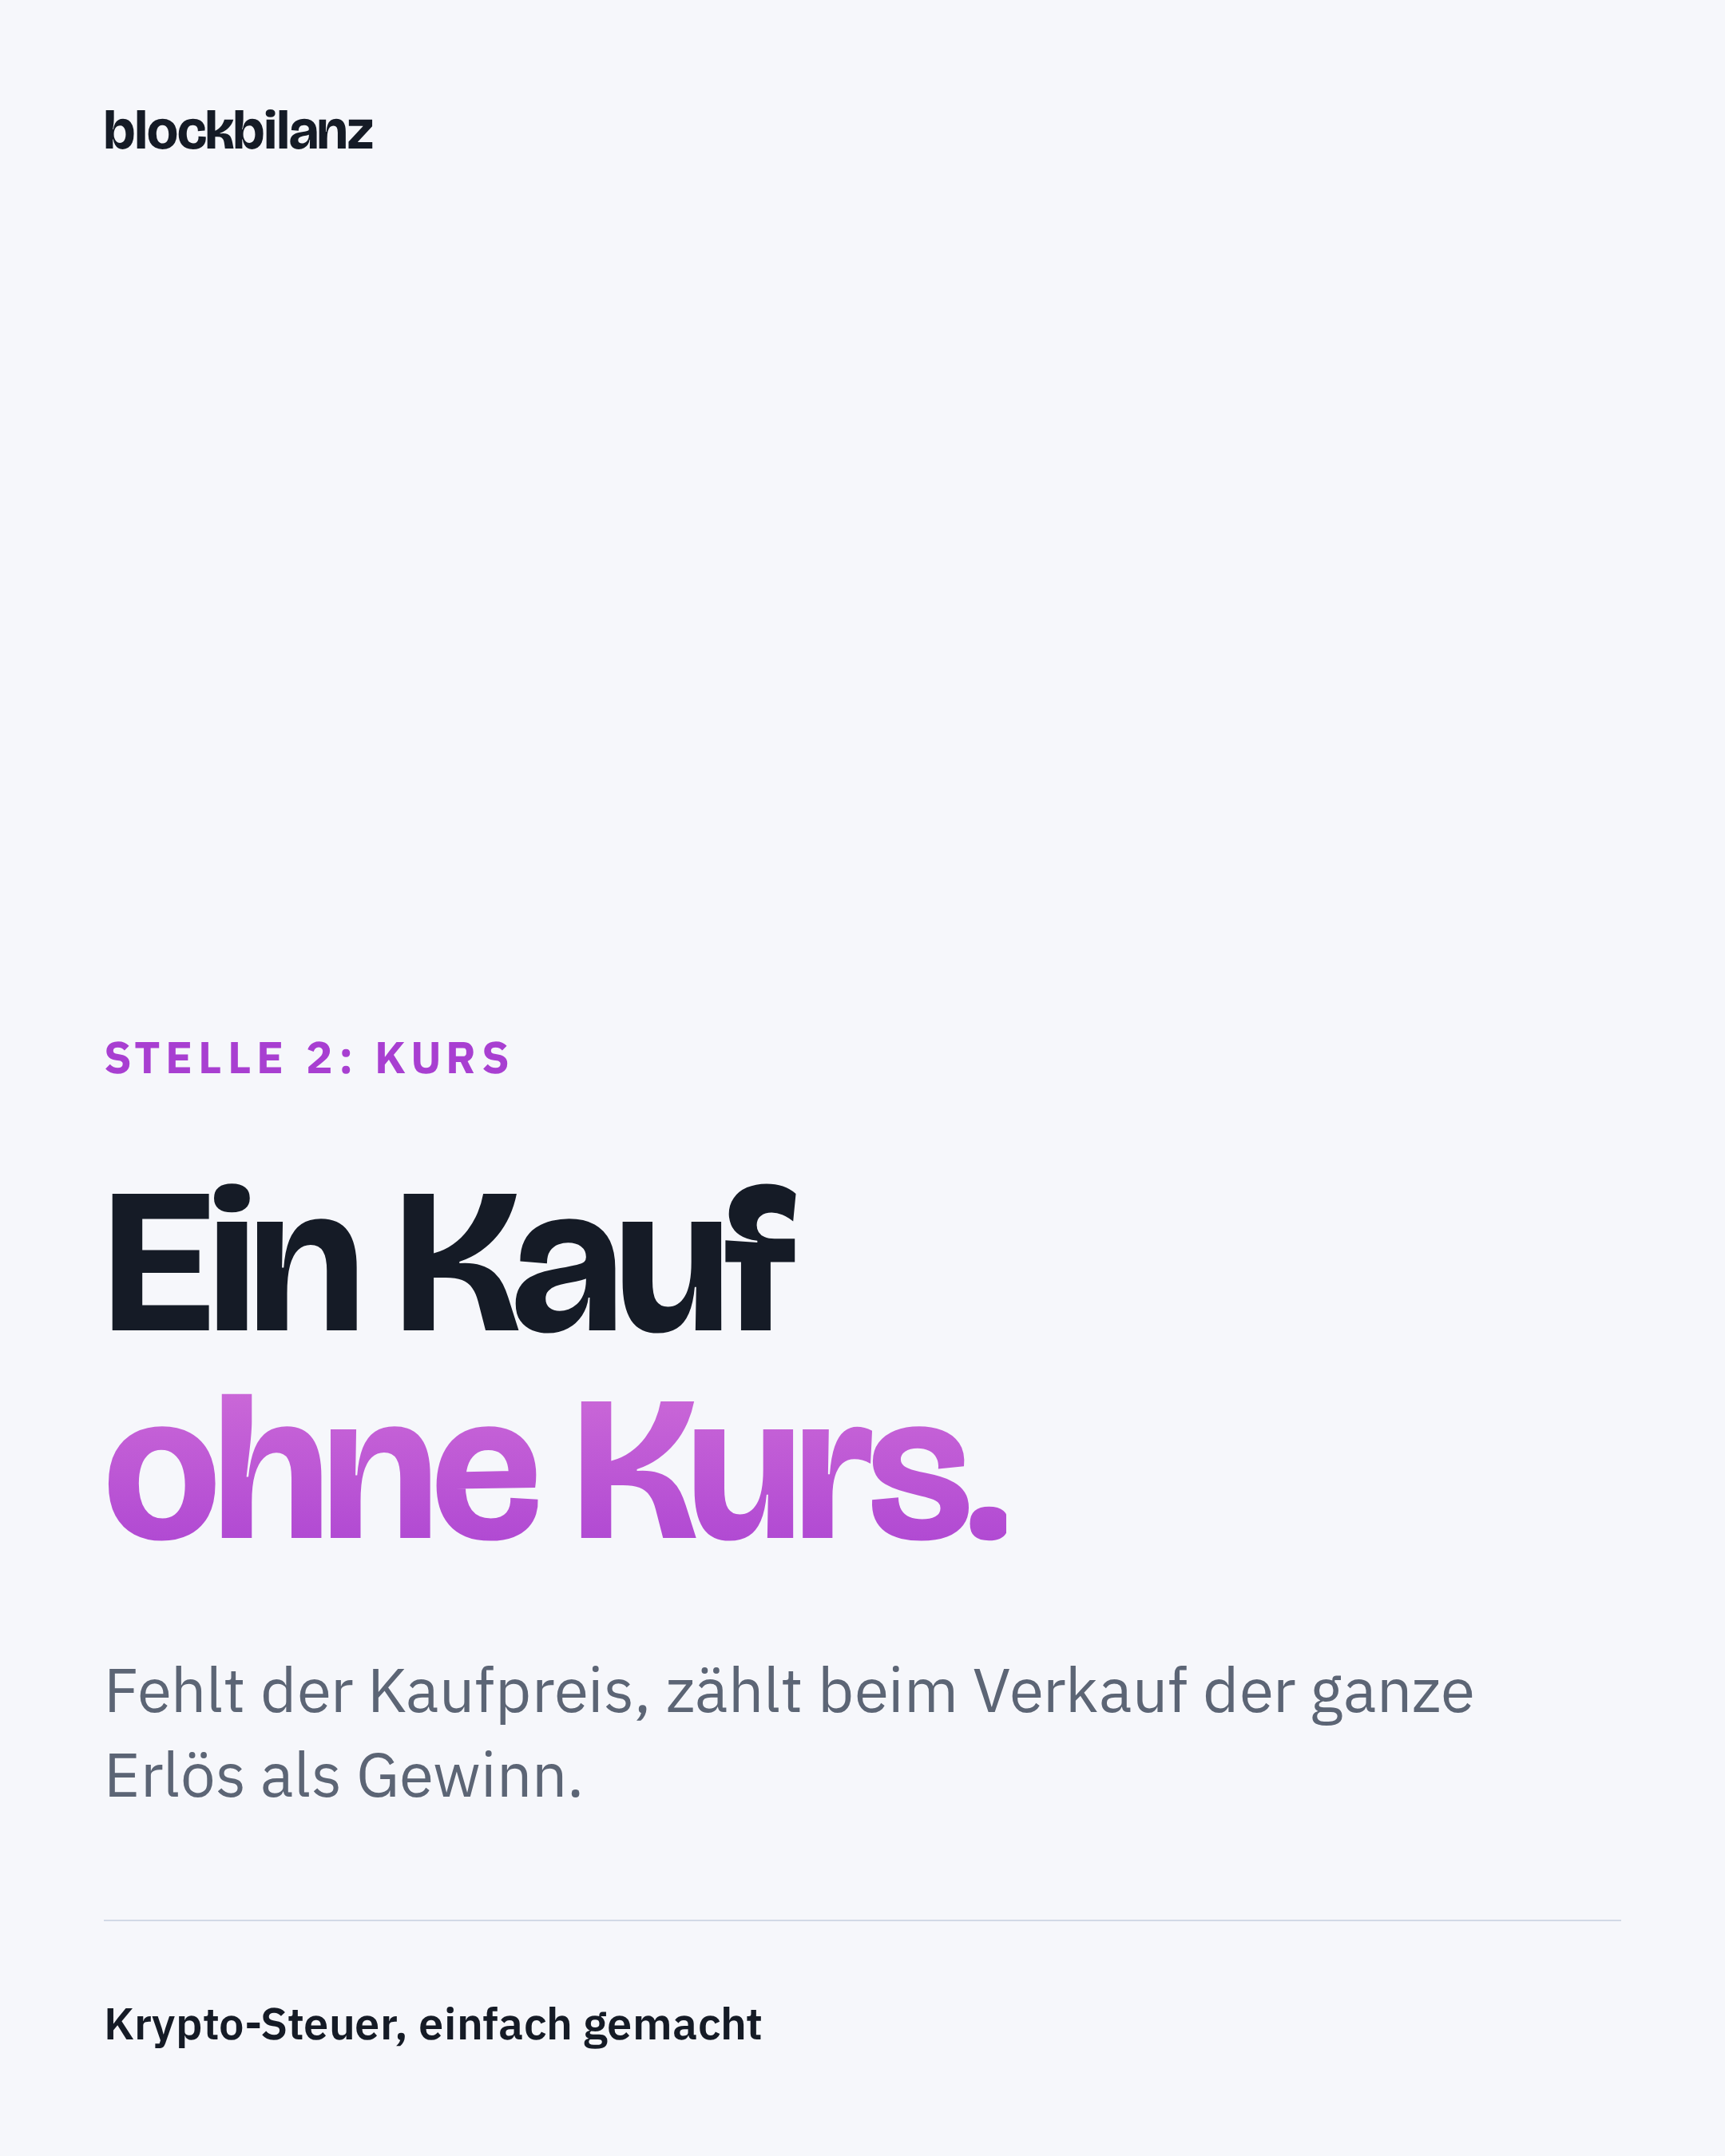 blockbilanz
STELLE 2: KURS
Ein Kauf
ohne Kurs.
Fehlt der Kaufpreis, zählt beim Verkauf der ganze
Erlös als Gewinn.
Krypto-Steuer, einfach gemacht